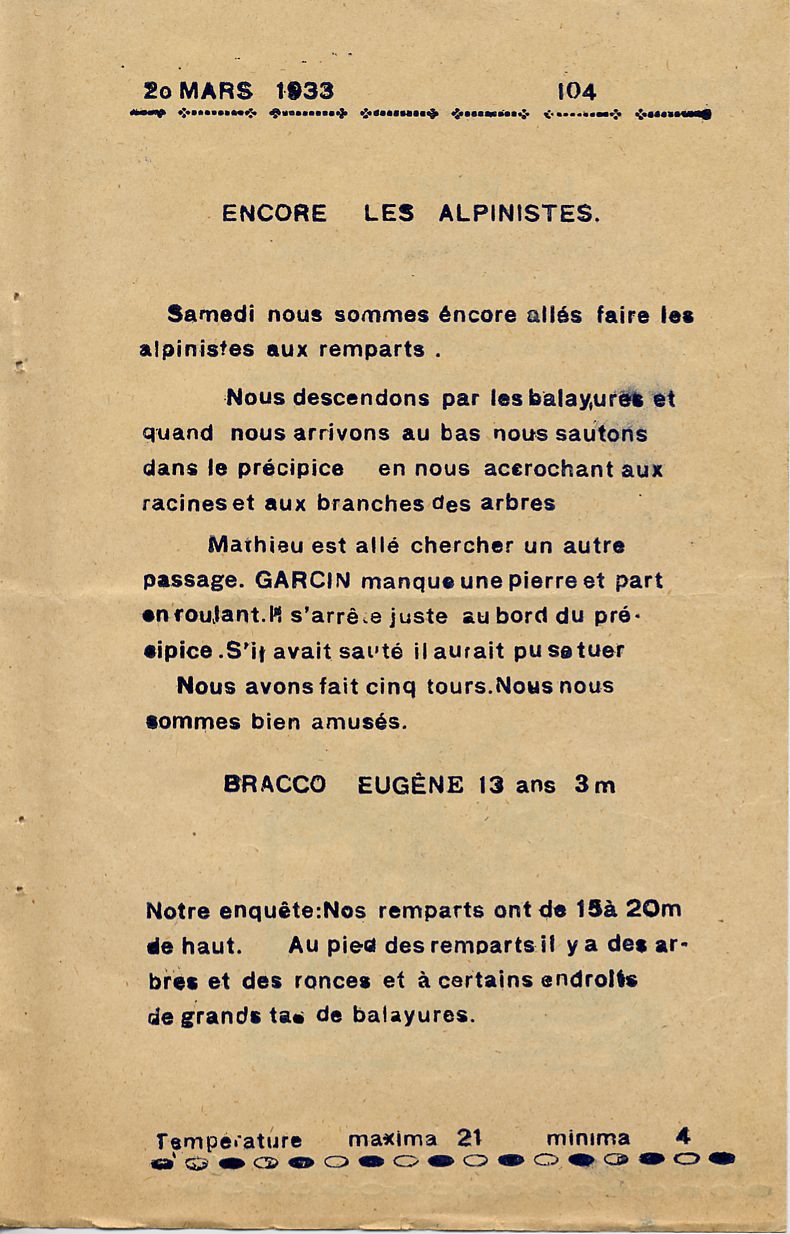 20 MARS 1933 104
ENCORE LES ALPINISTES.
Samedi nous sommes éncore allés faire les
alpinistes aux remparts .
Nous descendons par les balayures et
quand nous arrivons au bas nous sautons
dans le précipice en nous accrochant aux
racines et aux branches des arbres
Mathieu est allé chercher un autre
passage. GARCIN manque une pierre et part
en roulant. Il s'arrête juste au bord du pré-
cipice .S'il avait sauté il aurait pu se tuer
Nous avons fait cinq tours.Nous nous
sommes bien amusés.
BRACCO EUGÊNE 13 ans 3m
Notre enquête:Nos remparts ont de 15à 20m
de haut. Au pied des remparts il y a des ar-
bres et des ronces et à certains endroits
de grands tas de balayures.
Température maxima 21 minima 4